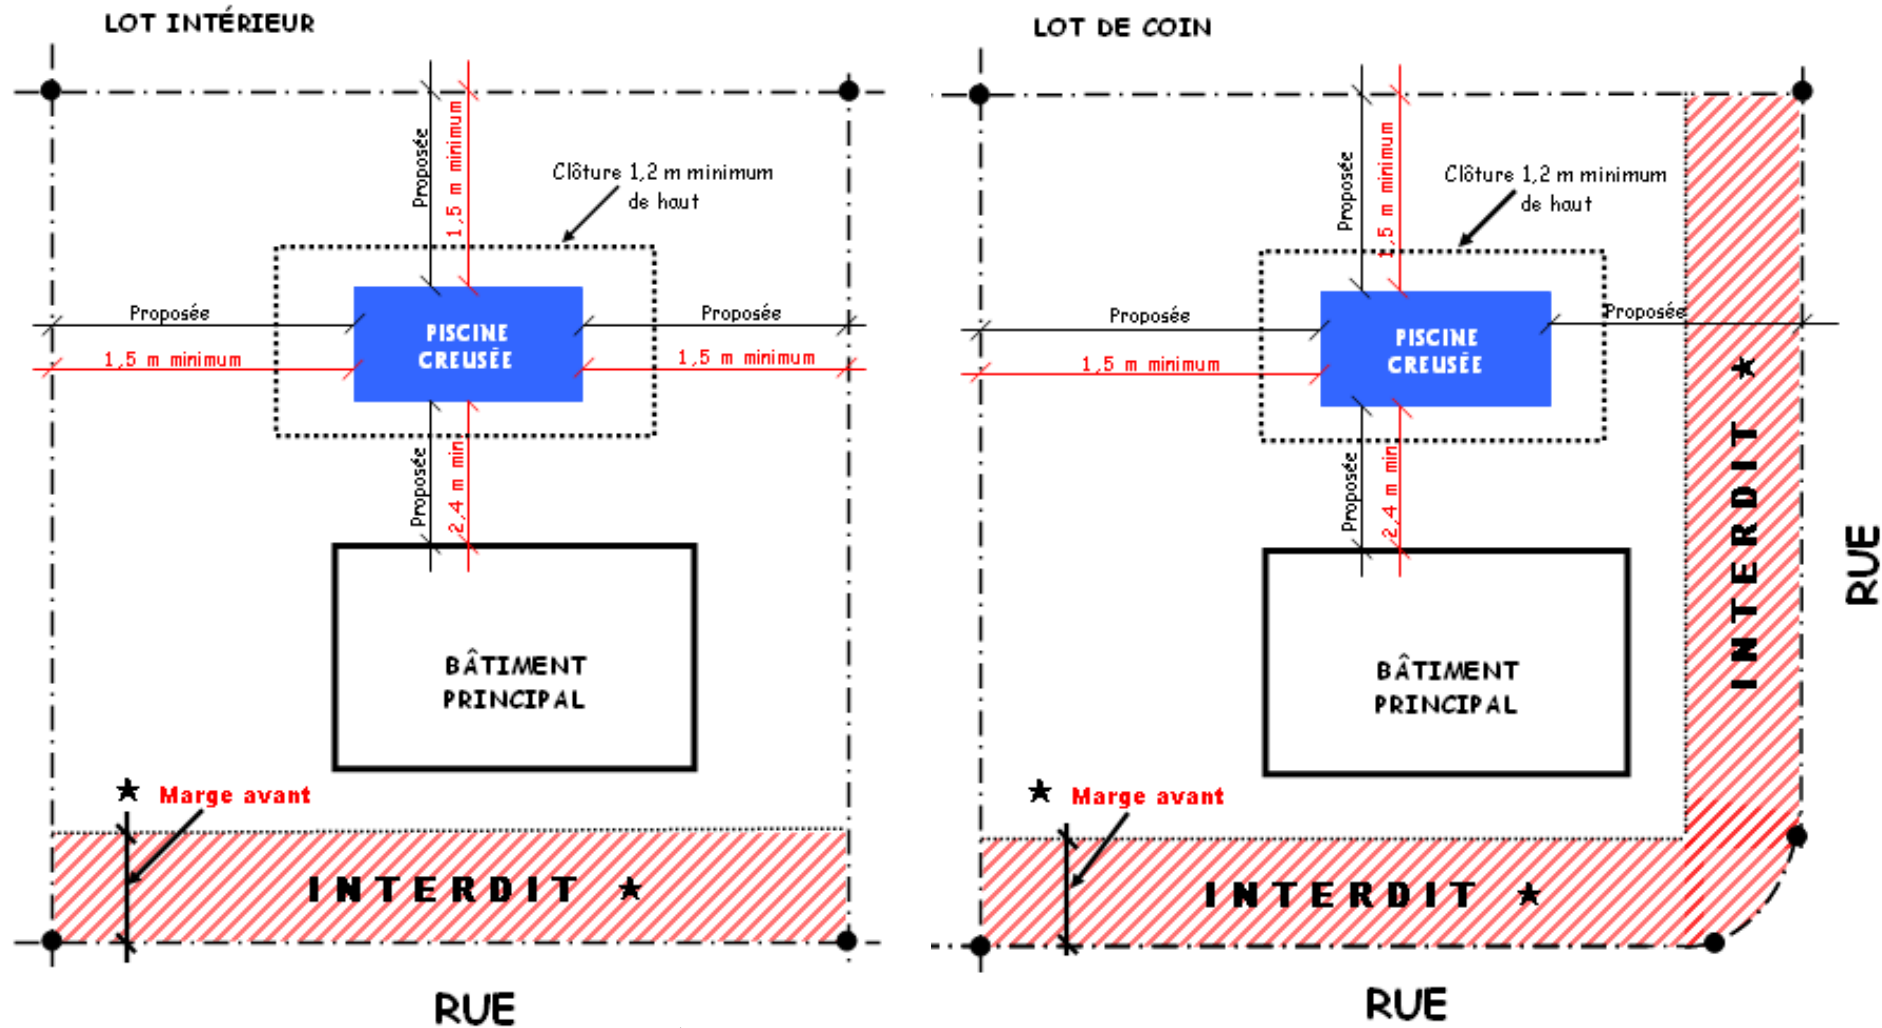 LOT INTÉRIEUR
Proposée
1,5 m minimum
Clôture 1,2 m minimum
de haut
Proposée
1,5 m minimum
PISCINE
CREUSÉE
Proposée
1,5 m minimum
Proposée
2,4 m min
BÂTIMENT
PRINCIPAL
★ Marge avant
INTERDIT ★
RUE
LOT DE COIN
Proposée
1,5 m minimum
Clôture 1,2 m minimum
de haut
Proposée
1,5 m minimum
PISCINE
CREUSÉE
Proposée
Proposée
2,4 m min
BÂTIMENT
PRINCIPAL
INTERDIT ★
RUE
★ Marge avant
INTERDIT ★
RUE